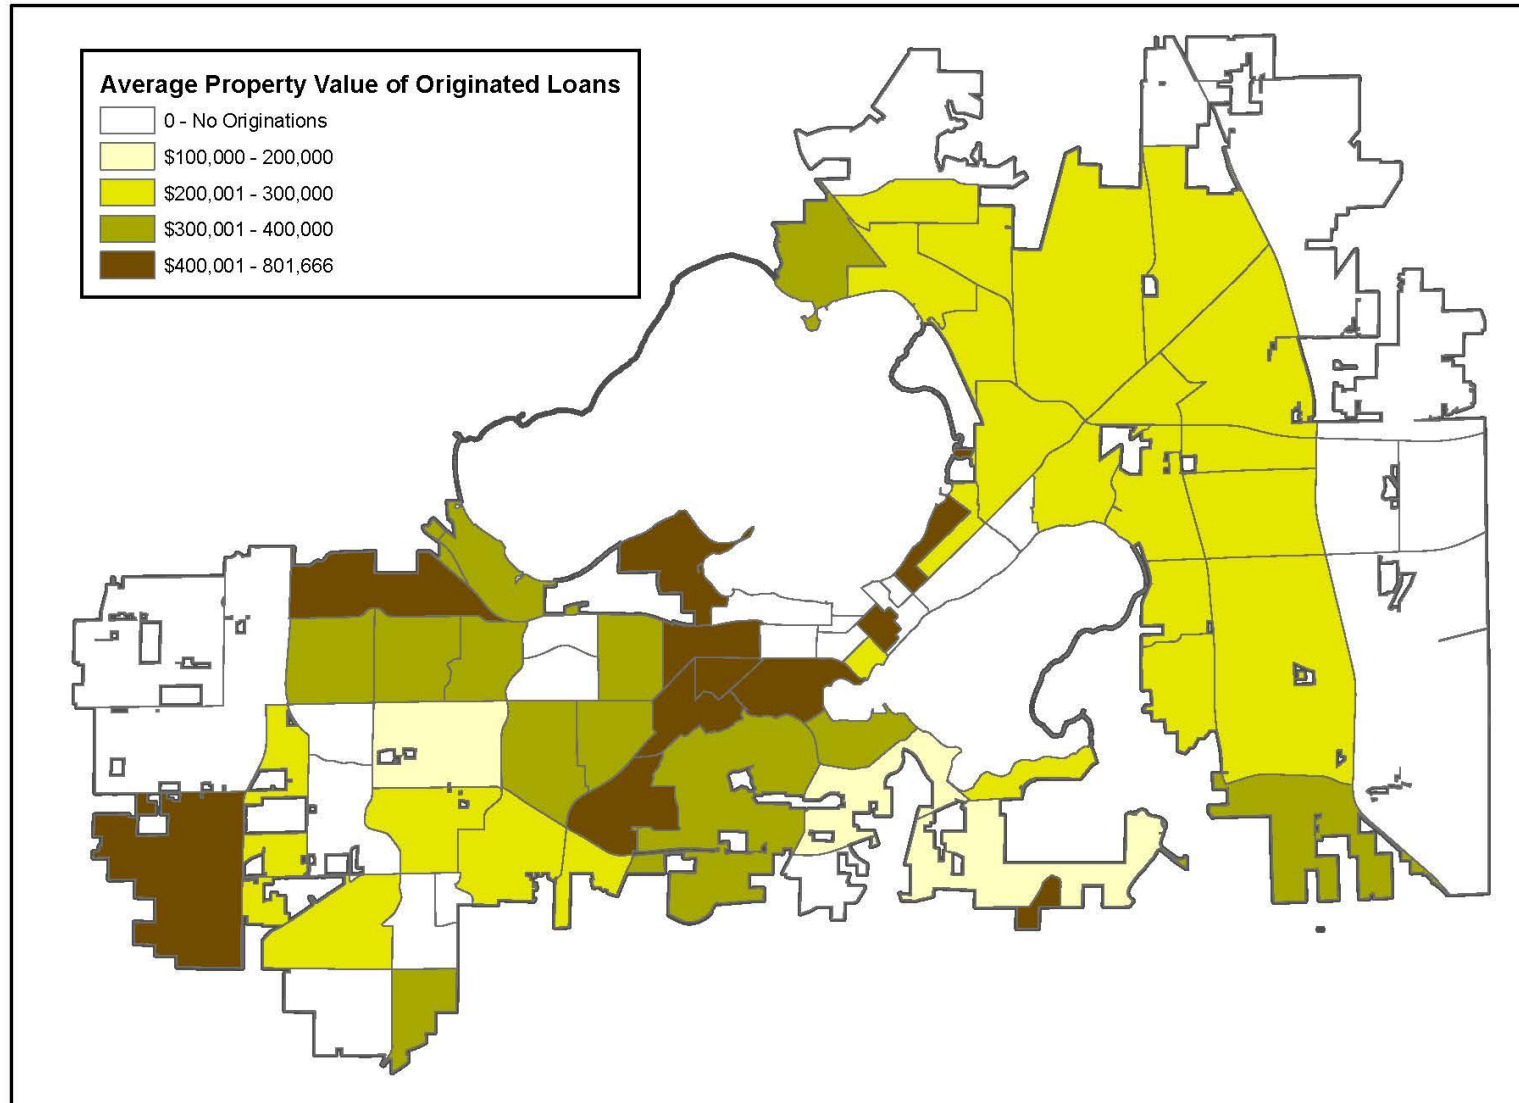 Average Property Value of Originated Loans
0 - No Originations
$100,000 - 200,000
$200,001 - 300,000
$300,001 - 400,000
$400,001 - 801,666